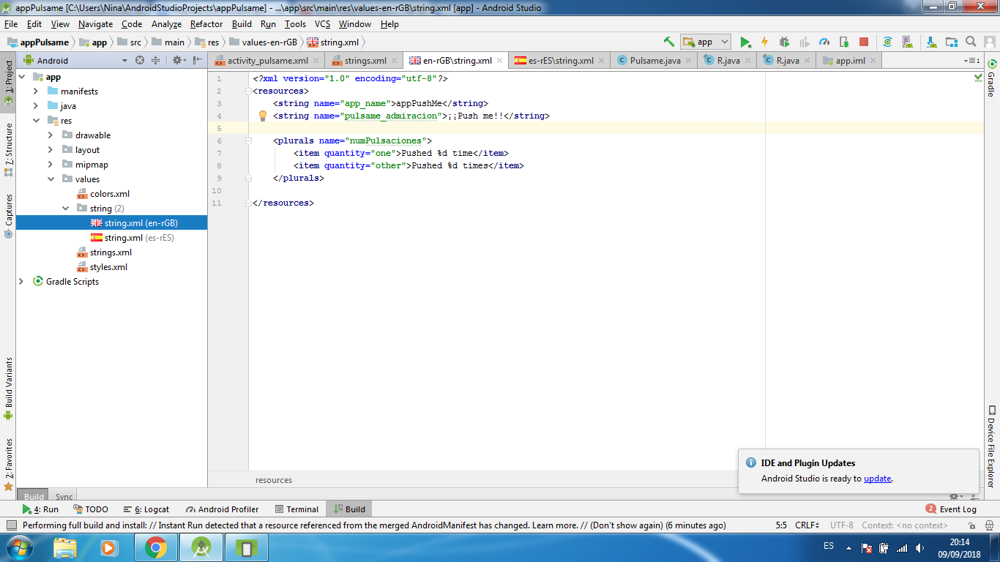 appPulsame [C:\Users\Nina\AndroidStudioProjects\appPulsame] - ...\app\src\main\res\values-en-rGB\string.xml [app] - Android Studio
File Edit View Navigate Code Analyze Refactor Build Run Tools VCS Window Help
appPulsame app src main res values-en-rGB string.xml app
1: Project
Android
activity_pulsame.xml strings.xml en-rGB\string.xml es-rES\string.xml Pulsame.java R.java R.java app.iml 1
Gradle
app
manifests
java
res
drawable
layout
mipmap
values
colors.xml
string (2)
string.xml (en-rGB)
string.xml (es-rES)
strings.xml
styles.xml
Gradle Scripts
7: Structure
Captures
Build Variants
2: Favorites
1 <?xml version="1.0" encoding="utf-8"?>
2 <resources>
3 <string name="app_name">appPushMe</string>
4 <string name="pulsame_admiracion">¡¡Push me!!</string>
5
6 <plurals name="numPulsaciones">
7 <item quantity="one">Pushed %d time</item>
8 <item quantity="other">Pushed %d times</item>
9 </plurals>
10
11 </resources>
resources
Device File Explorer
IDE and Plugin Updates
Android Studio is ready to update.
Build Sync
4: Run TODO 6: Logcat Android Profiler Terminal Build 2 Event Log
Performing full build and install: // Instant Run detected that a resource referenced from the merged AndroidManifest has changed. Learn more. // (Don't show again) (6 minutes ago) 5:5 CRLF UTF-8 Context: <no context>
ES
20:14
09/09/2018